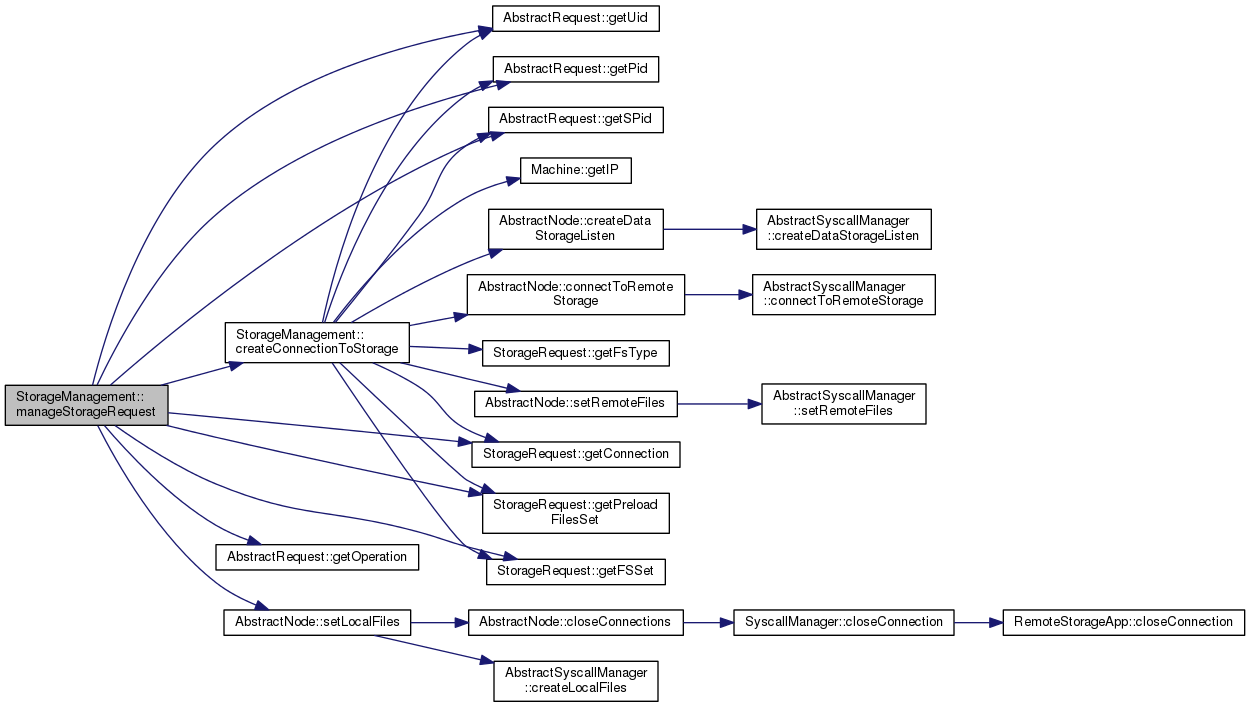 AbstractRequest::getUid
AbstractRequest::getPid
AbstractRequest::getSPid
Machine::getIP
AbstractNode::createData
StorageListen
AbstractSyscallManager
::createDataStorageListen
AbstractNode::connectToRemote
Storage
AbstractSyscallManager
::connectToRemoteStorage
StorageManagement::
createConnectionToStorage
StorageRequest::getFsType
AbstractNode::setRemoteFiles
AbstractSyscallManager
::setRemoteFiles
StorageManagement::
manageStorageRequest
StorageRequest::getConnection
StorageRequest::getPreload
FilesSet
AbstractRequest::getOperation
StorageRequest::getFSSet
AbstractNode::setLocalFiles
AbstractNode::closeConnections
SyscallManager::closeConnection
RemoteStorageApp::closeConnection
AbstractSyscallManager
::createLocalFiles